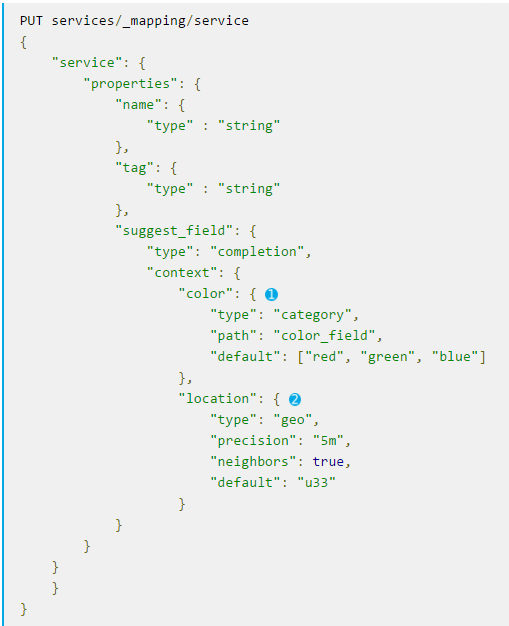 PUT services/_mapping/service
{
    "service": {
        "properties": {
            "name": {
                "type" : "string"
            },
            "tag": {
                "type" : "string"
            },
            "suggest_field": {
                "type": "completion",
                "context": {
                    "color": { 1
                        "type": "category",
                        "path": "color_field",
                        "default": ["red", "green", "blue"]
                    },
                    "location": { 2
                        "type": "geo",
                        "precision": "5m",
                        "neighbors": true,
                        "default": "u33"
                    }
            }
        }
    }
    }
}